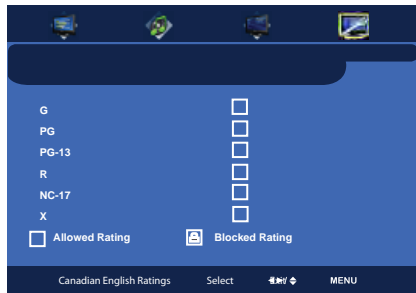 G
PG
PG-13
R
NC-17
X
Allowed Rating Blocked Rating
Canadian English Ratings Select MENU